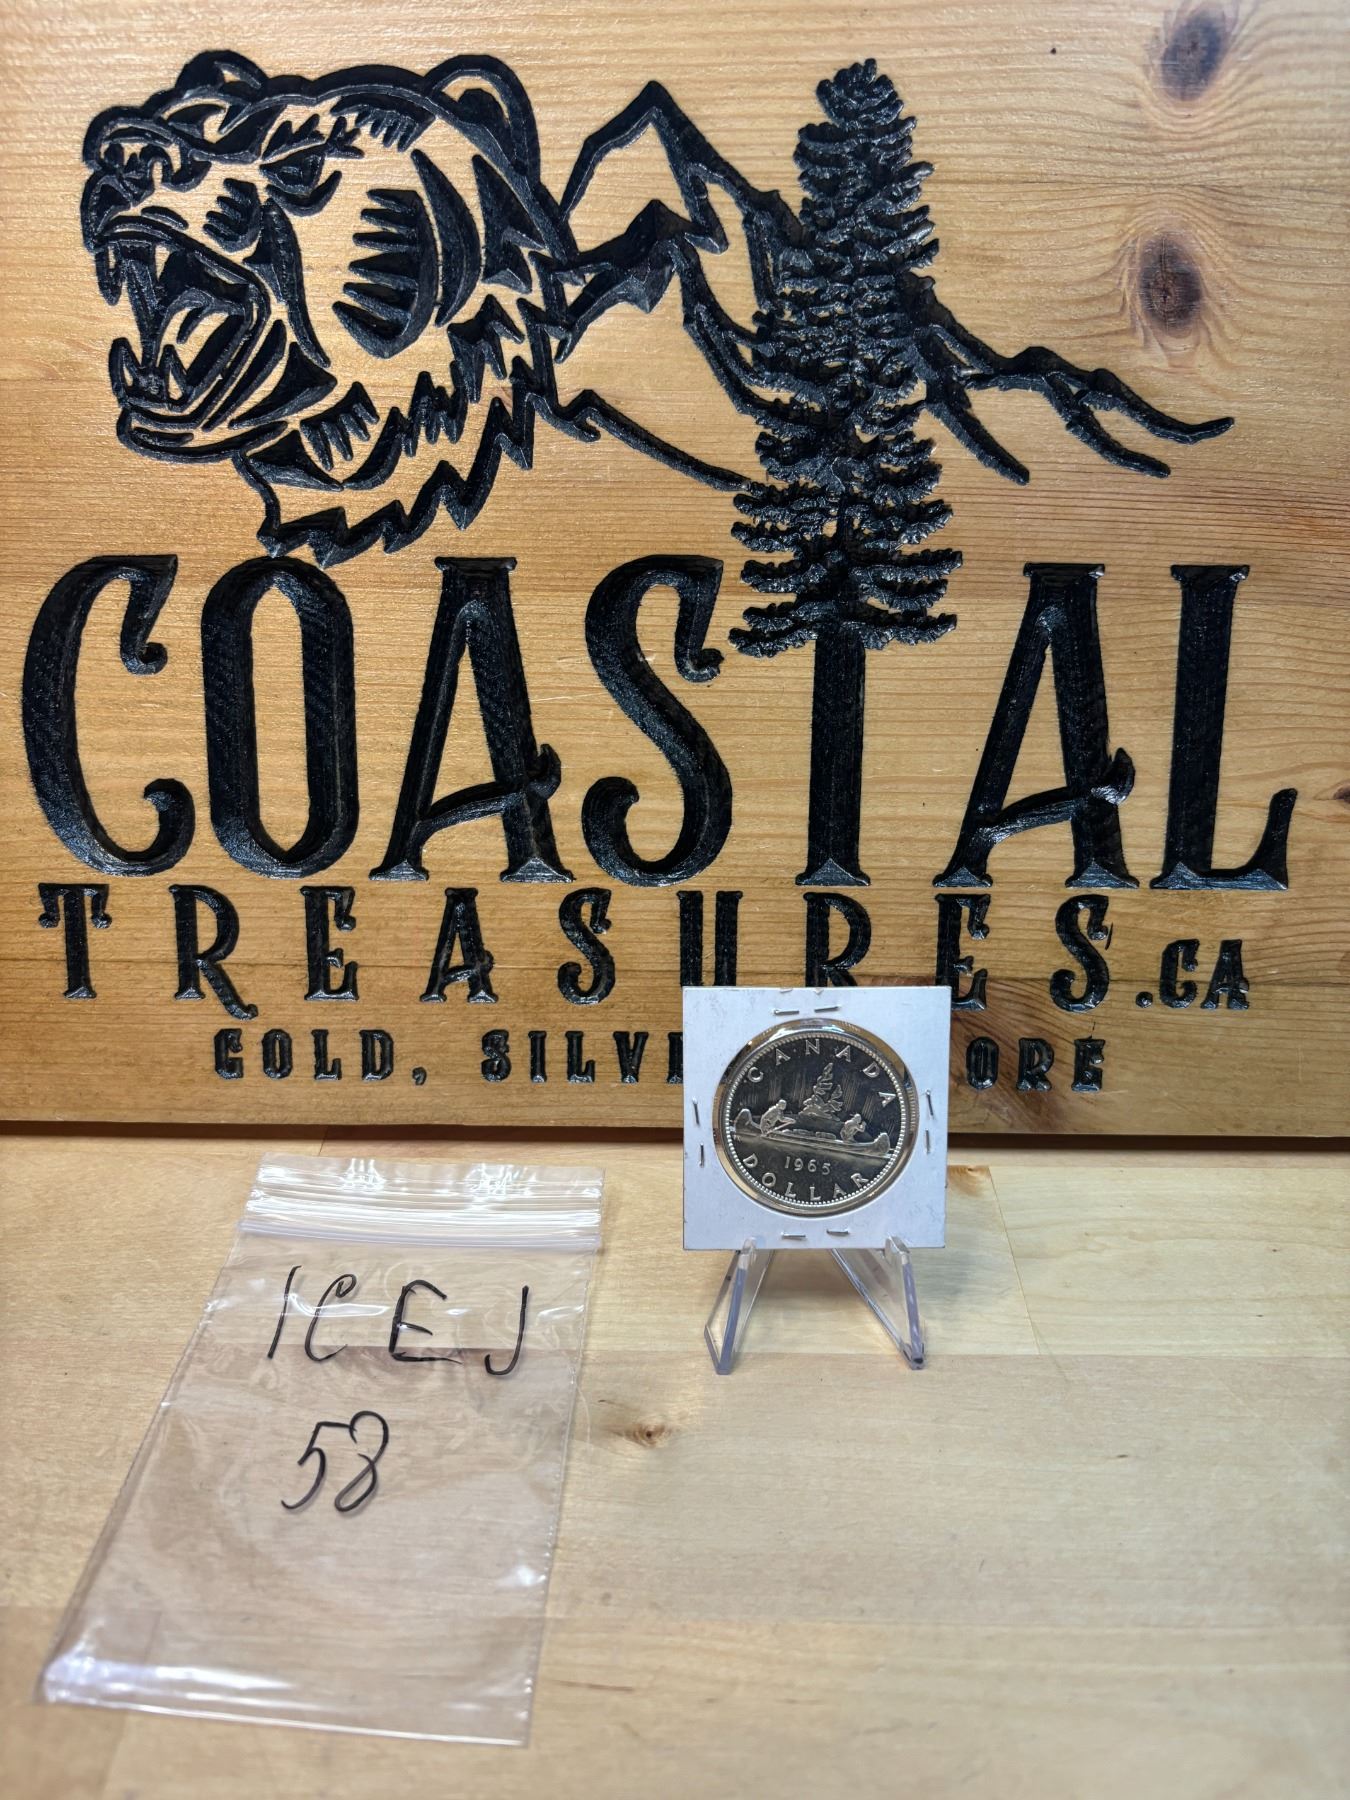 COASTAL
TREASURES.CA
GOLD, SILV ORE
CANADA
1965
DOLLAR
ICEJ
58